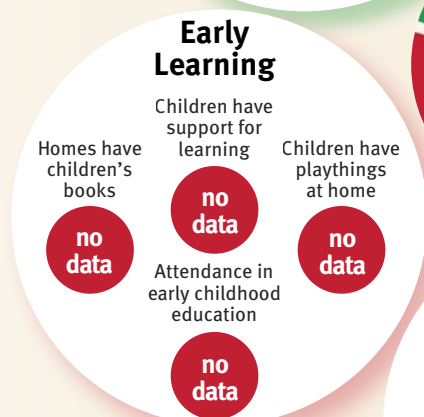 Early
Learning
Homes have
children’s
books
no
data
Children have
support for
learning
no
data
Children have
playthings
at home
no
data
Attendance in
early childhood
education
no
data